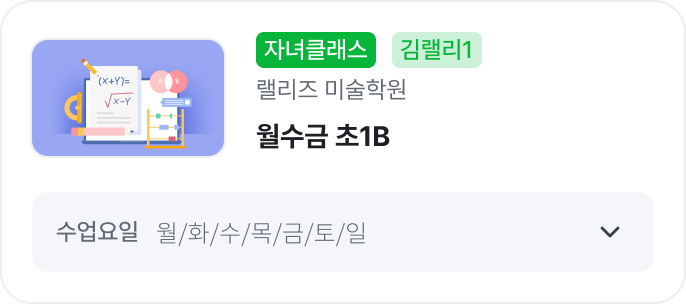 자녀클래스 김랠리1
랠리즈 미술학원
월수금 초1B
(x+Y)=
√x-Y
A B
수업요일 월/화/수/목/금/토/일